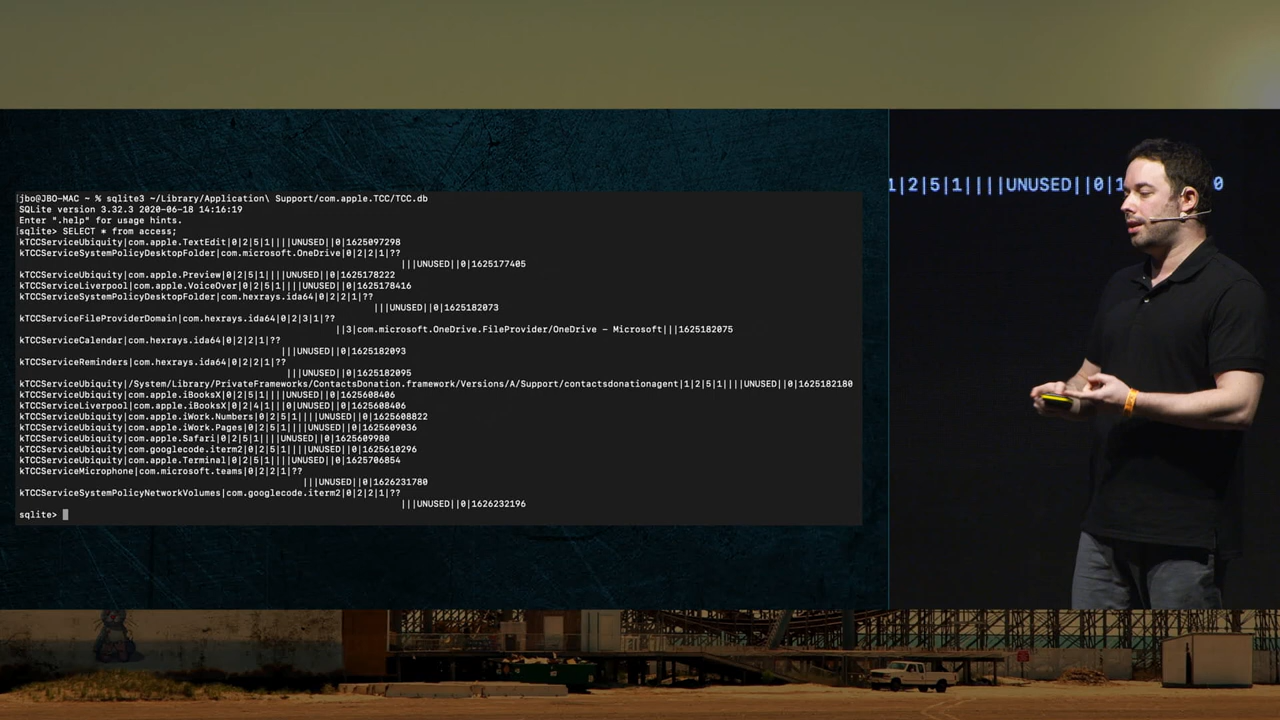 jbo@JBO-MAC ~ % sqlite3 ~/Library/Application\ Support/com.apple.TCC/TCC.db
SQLite version 3.32.3 2020-06-18 14:16:19
Enter ".help" for usage hints.
[sqlite> SELECT * from access;
kTCCServiceUbiquity|com.apple.TextEdit|0|2|5|1||||UNUSED||0|1625097298
kTCCServiceSystemPolicyDesktopFolder|com.microsoft.OneDrive|0|2|2|1|??
|||UNUSED||0|1625177405
kTCCServiceUbiquity|com.apple.Preview|0|2|5|1||||UNUSED||0|1625178222
kTCCServiceLiverpool|com.apple.VoiceOver|0|2|5|1||||UNUSED||0|1625178416
kTCCServiceSystemPolicyDesktopFolder|com.hexrays.ida64|0|2|2|1|??
|||UNUSED||0|1625182073
kTCCServiceFileProviderDomain|com.hexrays.ida64|0|2|3|1|??
||3|com.microsoft.OneDrive.FileProvider/OneDrive - Microsoft|||1625182075
kTCCServiceCalendar|com.hexrays.ida64|0|2|2|1|??
|||UNUSED||0|1625182093
kTCCServiceReminders|com.hexrays.ida64|0|2|2|1|??
|||UNUSED||0|1625182095
kTCCServiceUbiquity|/System/Library/PrivateFrameworks/ContactsDonation.framework/Versions/A/Support/contactsdonationagent|1|2|5|1||||UNUSED||0|1625182180
kTCCServiceUbiquity|com.apple.iBooksX|0|2|5|1||||UNUSED||0|1625608406
kTCCServiceLiverpool|com.apple.iBooksX|0|2|4|1|||0|UNUSED||0|1625608406
kTCCServiceUbiquity|com.apple.iWork.Numbers|0|2|5|1||||UNUSED||0|1625608822
kTCCServiceUbiquity|com.apple.iWork.Pages|0|2|5|1||||UNUSED||0|1625609036
kTCCServiceUbiquity|com.apple.Safari|0|2|5|1||||UNUSED||0|1625609980
kTCCServiceUbiquity|com.googlecode.iterm2|0|2|5|1||||UNUSED||0|1625610296
kTCCServiceUbiquity|com.apple.Terminal|0|2|5|1||||UNUSED||0|1625706854
kTCCServiceMicrophone|com.microsoft.teams|0|2|2|1|??
|||UNUSED||0|1626231780
kTCCServiceSystemPolicyNetworkVolumes|com.googlecode.iterm2|0|2|2|1|??
|||UNUSED||0|1626232196
sqlite>
1|2|5|1||||UNUSED||0|1 0